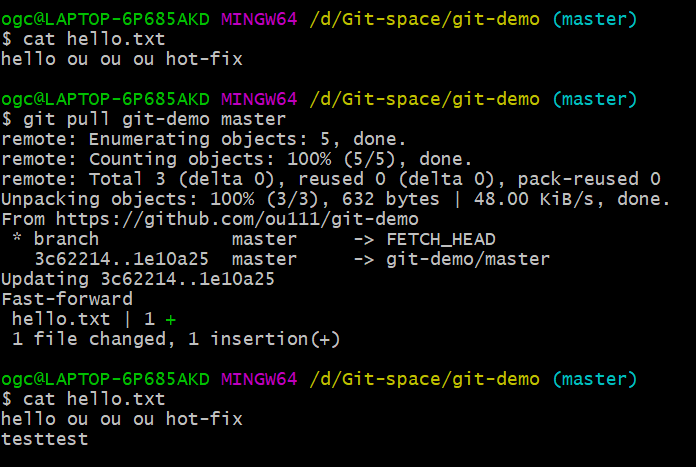 ogc@LAPTOP-6P685AKD MINGW64 /d/Git-space/git-demo (master)
$ cat hello.txt
hello ou ou ou hot-fix
ogc@LAPTOP-6P685AKD MINGW64 /d/Git-space/git-demo (master)
$ git pull git-demo master
remote: Enumerating objects: 5, done.
remote: Counting objects: 100% (5/5), done.
remote: Total 3 (delta 0), reused 0 (delta 0), pack-reused 0
Unpacking objects: 100% (3/3), 632 bytes | 48.00 KiB/s, done.
From https://github.com/ou111/git-demo
 * branch            master     -> FETCH_HEAD
   3c62214..1e10a25  master     -> git-demo/master
Updating 3c62214..1e10a25
Fast-forward
 hello.txt | 1 +
 1 file changed, 1 insertion(+)
ogc@LAPTOP-6P685AKD MINGW64 /d/Git-space/git-demo (master)
$ cat hello.txt
hello ou ou ou hot-fix
testtest